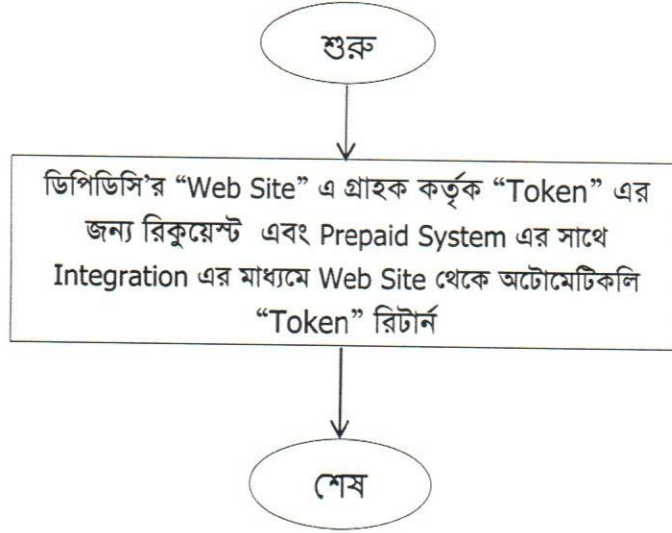 শুরু
ডিপিডিসি’র “Web Site” এ গ্রাহক কর্তৃক “Token” এর
জন্য রিকুয়েস্ট এবং Prepaid System এর সাথে
Integration এর মাধ্যমে Web Site থেকে অটোমেটিকলি
“Token” রিটার্ন
শেষ